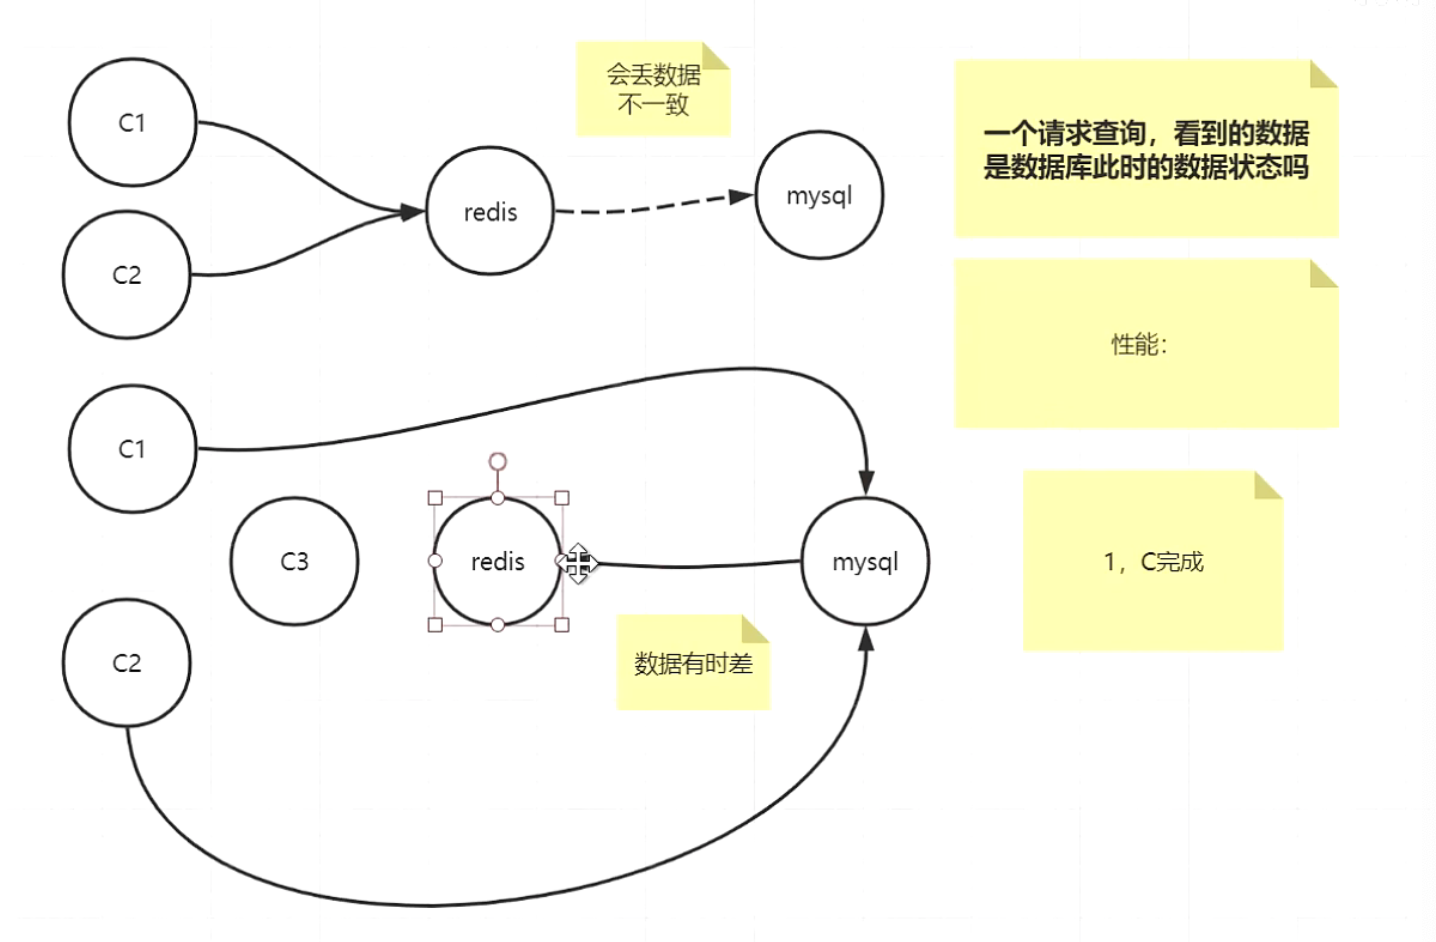 C1
C2
redis
mysql
会丢数据
不一致
一个请求查询，看到的数据
是数据库此时的数据状态吗
性能：
C1
C3
redis
mysql
C2
数据有时差
1，C完成